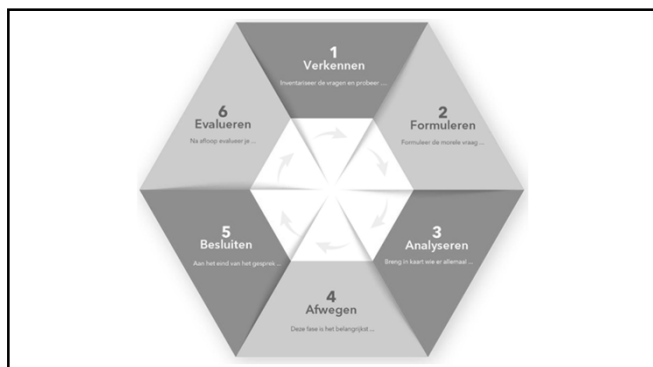 1
Verkennen
Inventariseer de vragen en probeer ...
2
Formuleren
Formuleer de morele vraag ...
3
Analyseren
Breng in kaart wie er allemaal ...
4
Afwegen
Deze fase is het belangrijkst ...
5
Besluiten
Aan het eind van het gesprek ...
6
Evalueren
Na afloop evalueer je ...